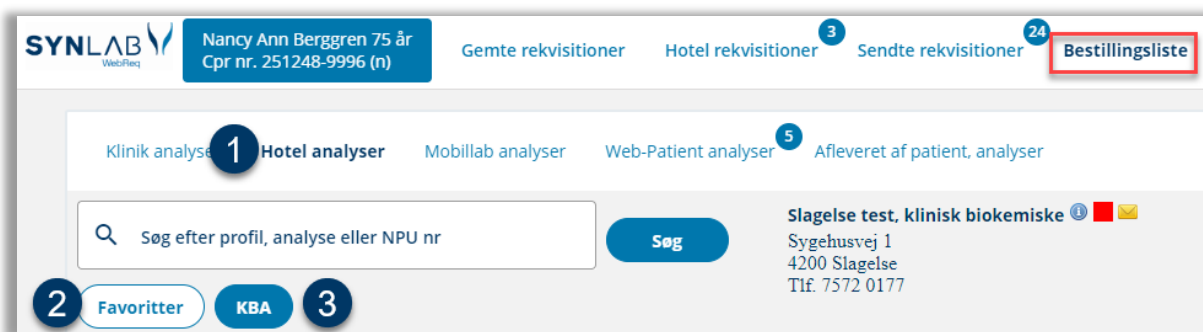 SYNLAB
WebReq
Nancy Ann Berggren 75 år
Cpr nr. 251248-9996 (n)
Gemte rekvisitioner
Hotel rekvisitioner 3
Sendte rekvisitioner 24
Bestillingsliste
Klinik analyse
1
Hotel analyser
Mobillab analyser
Web-Patient analyser 5
Afleveret af patient, analyser
Søg efter profil, analyse eller NPU nr
Søg
Slagelse test, klinisk biokemiske
Sygehusvej 1
4200 Slagelse
Tlf. 7572 0177
2
Favoritter
KBA
3